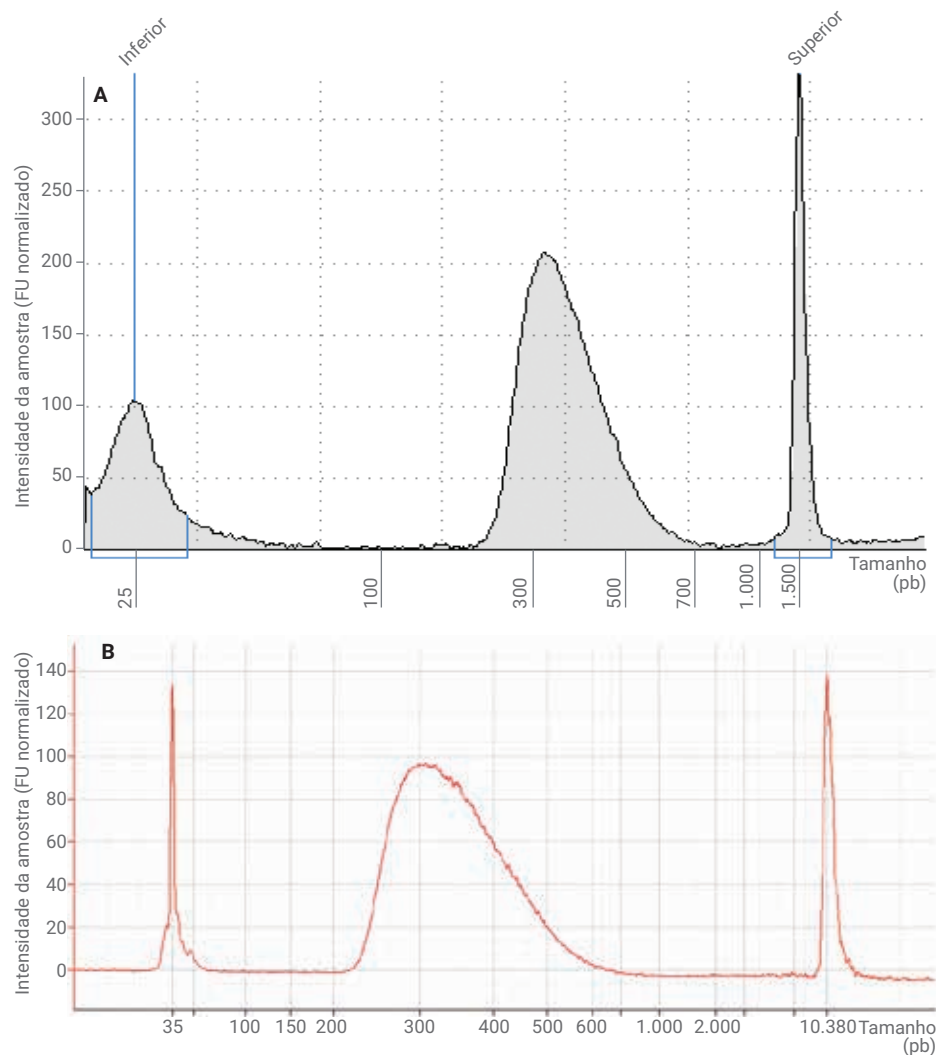 Inferior
Superior
A
Intensidade da amostra (FU normalizado)
300
250
200
150
100
50
0
25
100
300
500
700
1.000
1.500
Tamanho
(pb)
B
Intensidade da amostra (FU normalizado)
140
120
100
80
60
40
20
0
35 100 150 200 300 400 500 600 1.000 2.000 10.380 Tamanho
(pb)